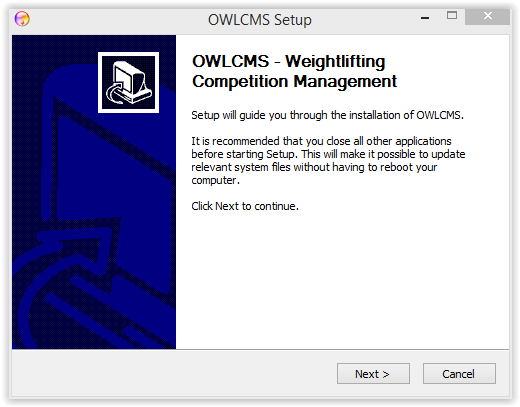 OWLCMS Setup
OWLCMS - Weightlifting
Competition Management
Setup will guide you through the installation of OWLCMS.
It is recommended that you close all other applications
before starting Setup. This will make it possible to update
relevant system files without having to reboot your
computer.
Click Next to continue.
Next >
Cancel